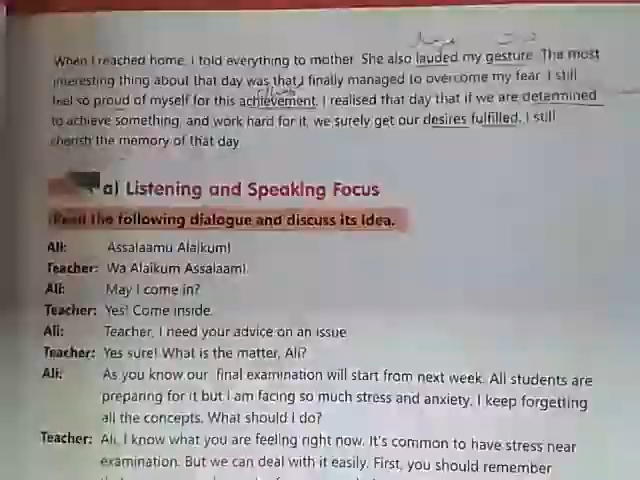 When I reached home, I told everything to mother. She also lauded my gesture. The most
interesting thing about that day was that I finally managed to overcome my fear. I still
feel so proud of myself for this achievement. I realised that day that if we are determined
to achieve something, and work hard for it, we surely get our desires fulfilled. I still
cherish the memory of that day.
a) Listening and Speaking Focus
Read the following dialogue and discuss its idea.
Ali: Assalaamu Alaikum!
Teacher: Wa Alaikum Assalaam!
Ali: May I come in?
Teacher: Yes! Come inside.
Ali: Teacher, I need your advice on an issue
Teacher: Yes sure! What is the matter, Ali?
Ali: As you know our final examination will start from next week. All students are
preparing for it but I am facing so much stress and anxiety. I keep forgetting
all the concepts. What should I do?
Teacher: Ali, I know what you are feeling right now. It's common to have stress near
examination. But we can deal with it easily. First, you should remember